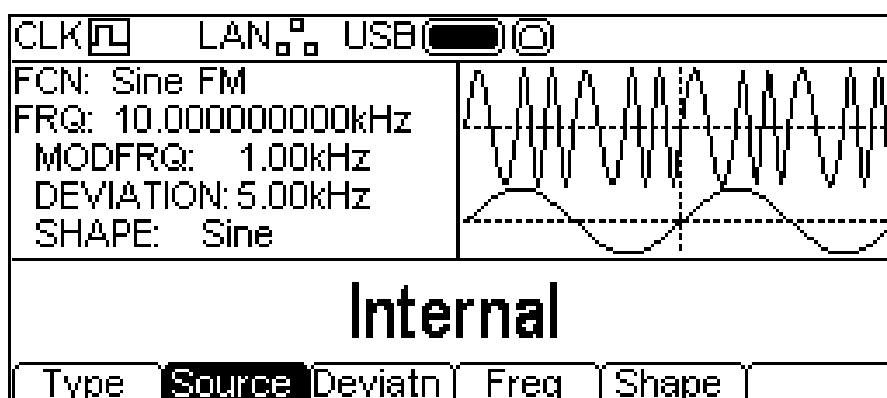 CLK LAN USB
FCN: Sine FM
FRQ: 10.000000000kHz
MODFRQ: 1.00kHz
DEVIATION: 5.00kHz
SHAPE: Sine
Internal
Type Source Deviatn Freq Shape